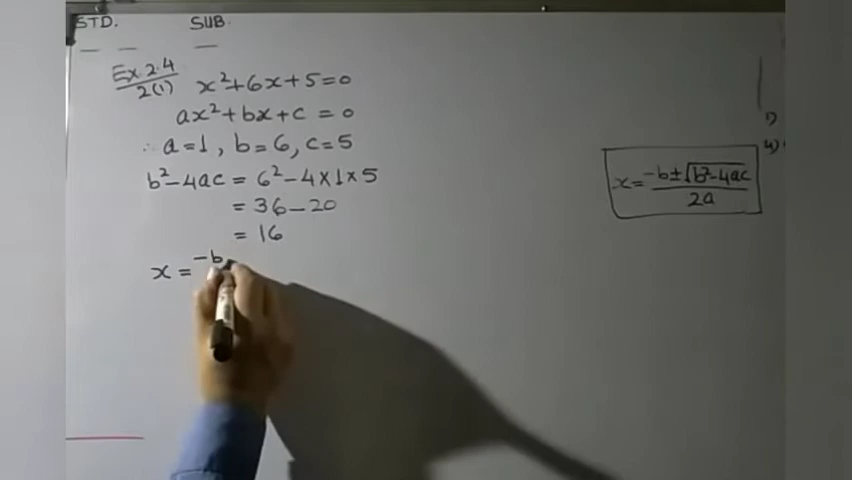 STD. SUB.
Ex. 2.4
2(1) x²+6x+5=0
ax²+bx+c=0
∴ a=1, b=6, c=5
b²-4ac = 6²-4×1×5
= 36-20
= 16
x = -b
x = (-b±√(b²-4ac))/2a